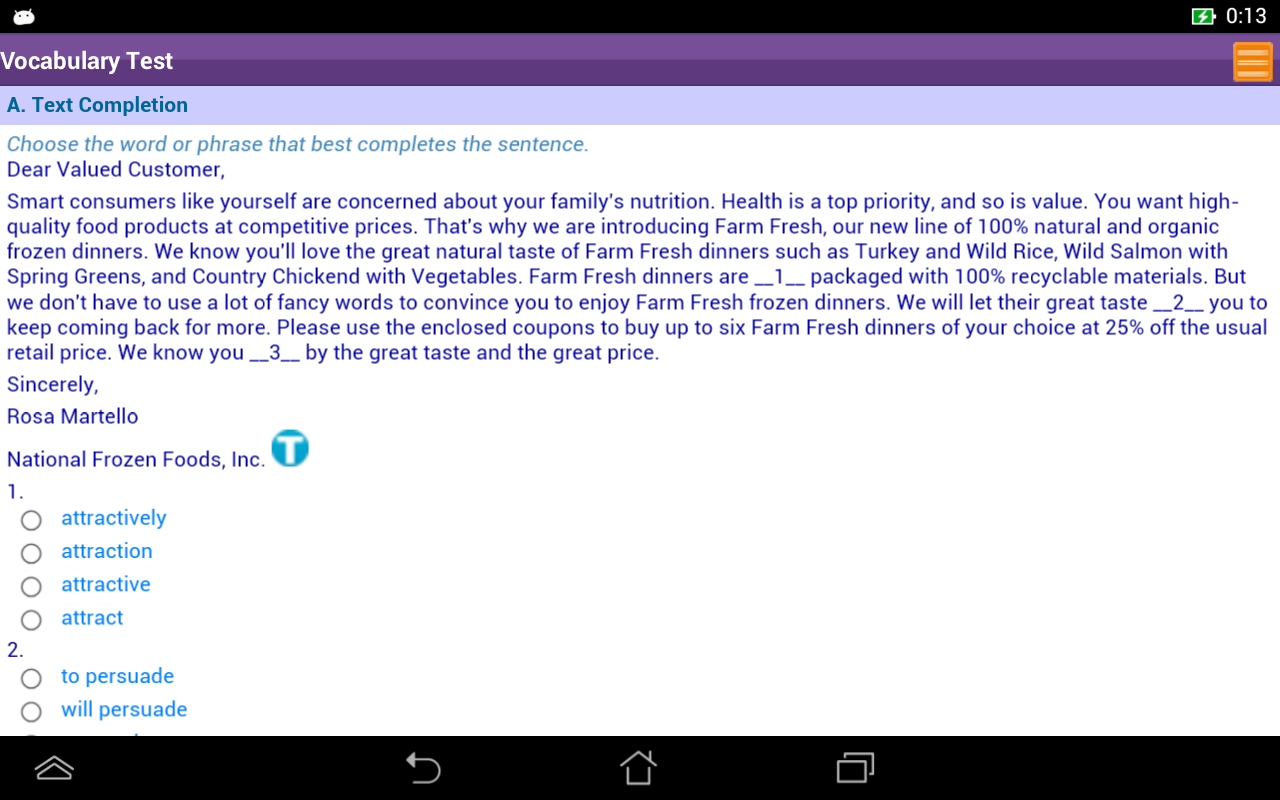 0:13
Vocabulary Test
A. Text Completion
Choose the word or phrase that best completes the sentence.
Dear Valued Customer,
Smart consumers like yourself are concerned about your family's nutrition. Health is a top priority, and so is value. You want high-
quality food products at competitive prices. That's why we are introducing Farm Fresh, our new line of 100% natural and organic
frozen dinners. We know you'll love the great natural taste of Farm Fresh dinners such as Turkey and Wild Rice, Wild Salmon with
Spring Greens, and Country Chickend with Vegetables. Farm Fresh dinners are __1__ packaged with 100% recyclable materials. But
we don't have to use a lot of fancy words to convince you to enjoy Farm Fresh frozen dinners. We will let their great taste __2__ you to
keep coming back for more. Please use the enclosed coupons to buy up to six Farm Fresh dinners of your choice at 25% off the usual
retail price. We know you __3__ by the great taste and the great price.
Sincerely,
Rosa Martello
National Frozen Foods, Inc. T
1.
attractively
attraction
attractive
attract
2.
to persuade
will persuade